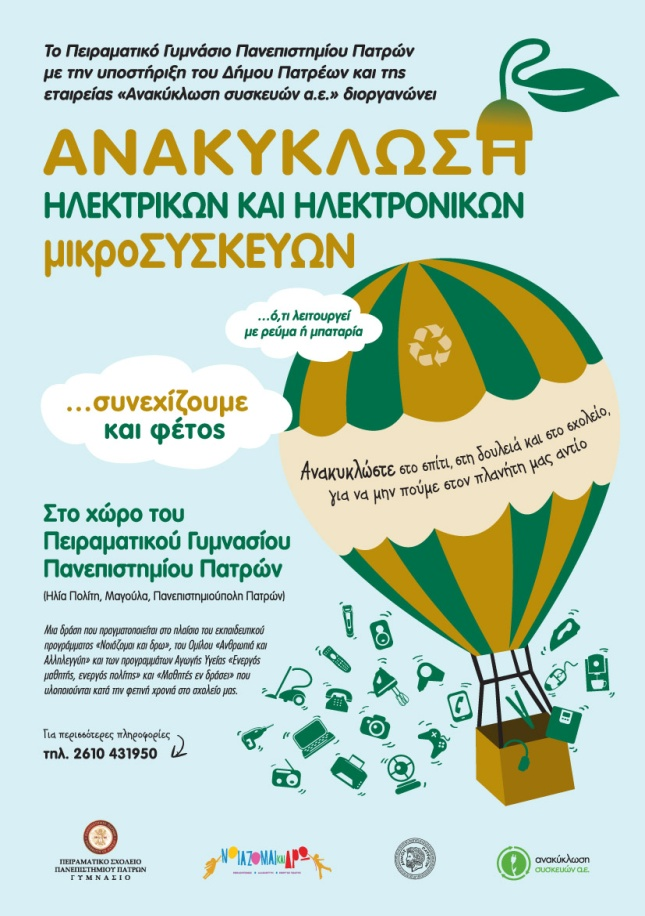 Το Πειραματικό Γυμνάσιο Πανεπιστημίου Πατρών
με την υποστήριξη του Δήμου Πατρέων και της
εταιρείας «Ανακύκλωση συσκευών α.ε.» διοργανώνει
ΑΝΑΚΥΚΛΩΣΗ
ΗΛΕΚΤΡΙΚΩΝ ΚΑΙ ΗΛΕΚΤΡΟΝΙΚΩΝ
μικροΣΥΣΚΕΥΩΝ
...ό,τι λειτουργεί
με ρεύμα ή μπαταρία
...συνεχίζουμε
και φέτος
Ανακυκλώστε στο σπίτι, στη δουλειά και στο σχολείο,
για να μην πούμε στον πλανήτη μας αντίο
Στο χώρο του
Πειραματικού Γυμνασίου
Πανεπιστημίου Πατρών
(Ηλία Πολίτη, Μαγούλα, Πανεπιστημιούπολη Πατρών)
Μια δράση που πραγματοποιείται στο πλαίσιο του εκπαιδευτικού
προγράμματος «Νοιάζομαι και δρω», του Ομίλου «Ανθρωπιά και
Αλληλεγγύη» και των προγραμμάτων Αγωγής Υγείας «Ενεργός
μαθητής, ενεργός πολίτης» και «Μαθητές εν δράσει» που
υλοποιούνται κατά την φετινή χρονιά στο σχολείο μας.
Για περισσότερες πληροφορίες
τηλ. 2610 431950
ΠΕΙΡΑΜΑΤΙΚΟ ΣΧΟΛΕΙΟ
ΠΑΝΕΠΙΣΤΗΜΙΟΥ ΠΑΤΡΩΝ
ΓΥΜΝΑΣΙΟ
ΝΟΙΑΖΟΜΑΙ ΚΑΙ ΔΡΩ
ανακύκλωση
συσκευών α.ε.